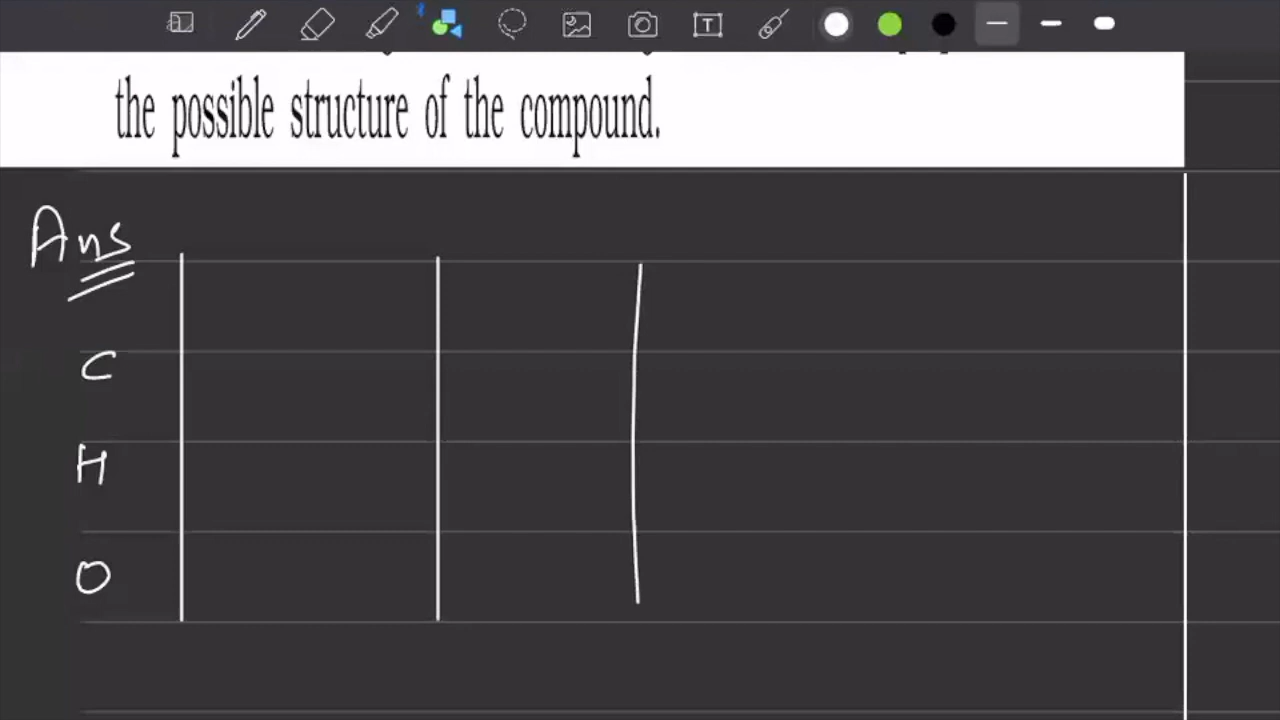 the possible structure of the compound.
Ans
C
H
O